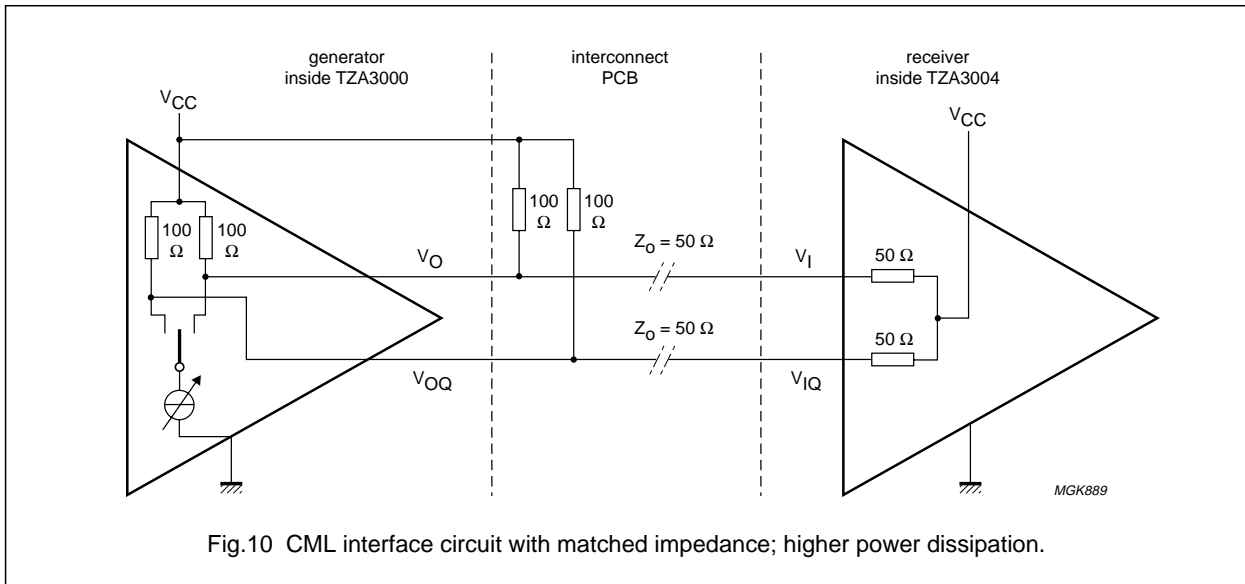 generator
inside TZA3000
interconnect
PCB
receiver
inside TZA3004
VCC
VCC
100
Ω
100
Ω
100
Ω
100
Ω
VO
Zo = 50 Ω
VI
50 Ω
Zo = 50 Ω
50 Ω
VOQ
VIQ
MGK889
Fig.10 CML interface circuit with matched impedance; higher power dissipation.